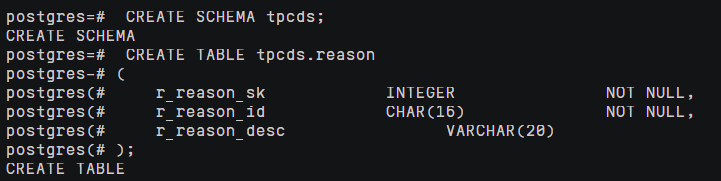 postgres=#  CREATE SCHEMA tpcds;
CREATE SCHEMA
postgres=#  CREATE TABLE tpcds.reason
postgres-# (
postgres(#     r_reason_sk            INTEGER               NOT NULL,
postgres(#     r_reason_id            CHAR(16)              NOT NULL,
postgres(#     r_reason_desc                VARCHAR(20)
postgres(# );
CREATE TABLE